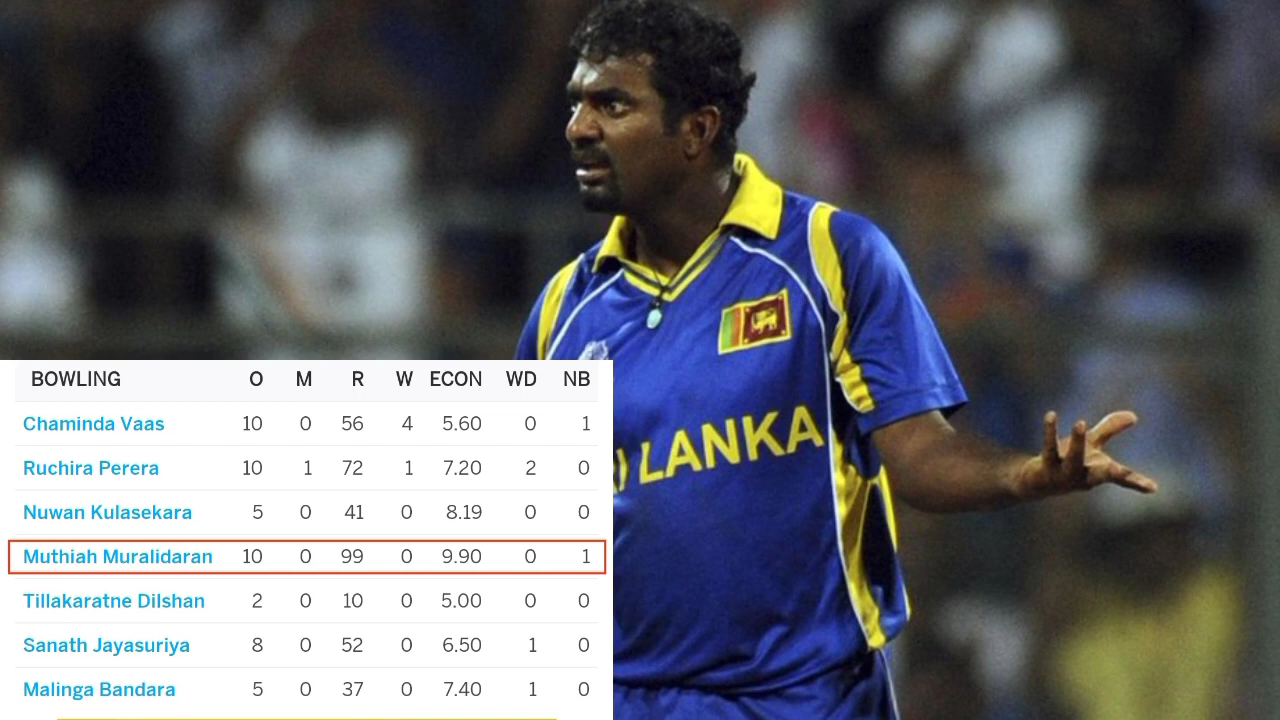 I LANKA
BOWLING O M R W ECON WD NB
Chaminda Vaas 10 0 56 4 5.60 0 1
Ruchira Perera 10 1 72 1 7.20 2 0
Nuwan Kulasekara 5 0 41 0 8.19 0 0
Muthiah Muralidaran 10 0 99 0 9.90 0 1
Tillakaratne Dilshan 2 0 10 0 5.00 0 0
Sanath Jayasuriya 8 0 52 0 6.50 1 0
Malinga Bandara 5 0 37 0 7.40 1 0